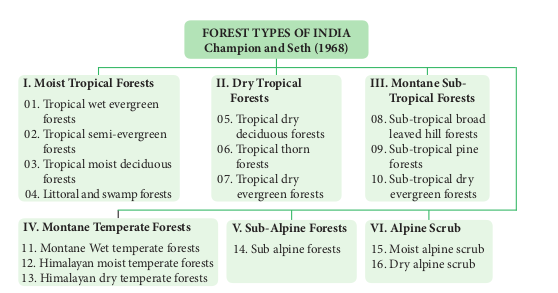 FOREST TYPES OF INDIA
Champion and Seth (1968)
I. Moist Tropical Forests
01. Tropical wet evergreen
forests
02. Tropical semi-evergreen
forests
03. Tropical moist deciduous
forests
04. Littoral and swamp forests
II. Dry Tropical
Forests
05. Tropical dry
deciduous forests
06. Tropical thorn
forests
07. Tropical dry
evergreen forests
III. Montane Sub-
Tropical Forests
08. Sub-tropical broad
leaved hill forests
09. Sub-tropical pine
forests
10. Sub-tropical dry
evergreen forests
IV. Montane Temperate Forests
11. Montane Wet temperate forests
12. Himalayan moist temperate forests
13. Himalayan dry temperate forests
V. Sub-Alpine Forests
14. Sub alpine forests
VI. Alpine Scrub
15. Moist alpine scrub
16. Dry alpine scrub